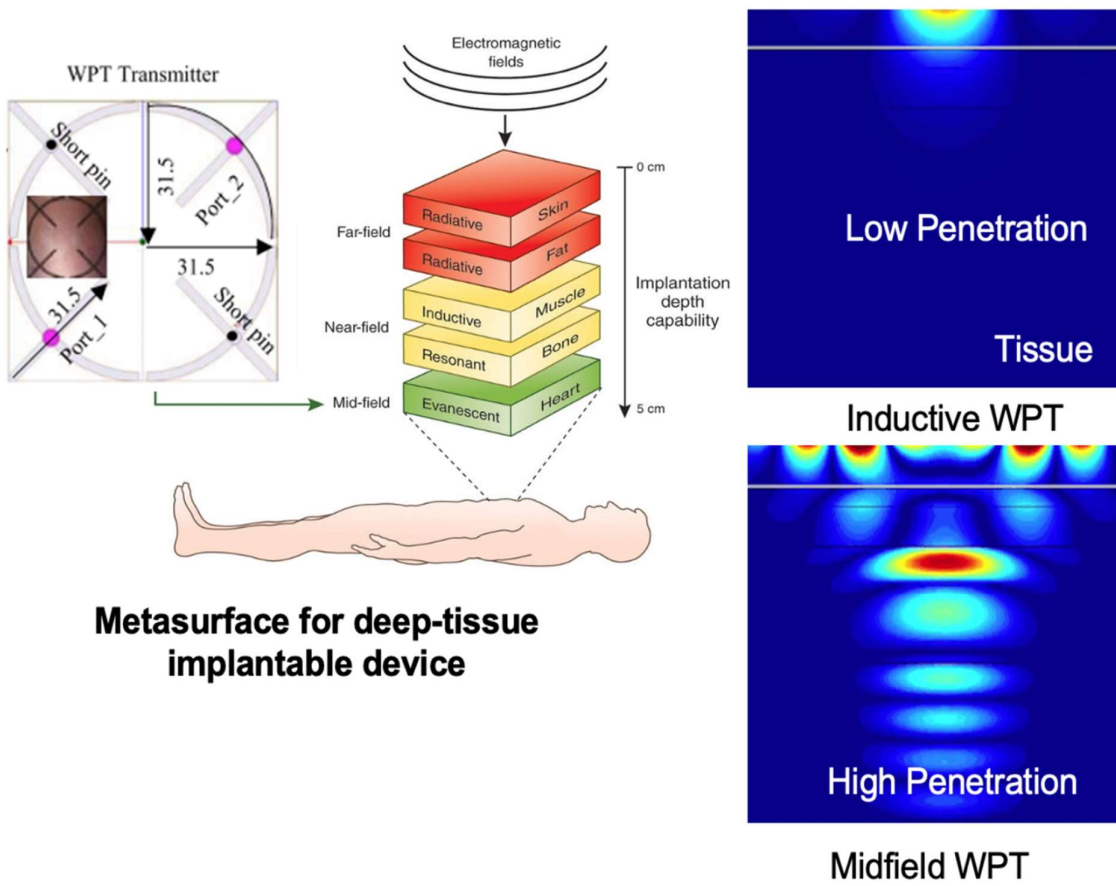 WPT Transmitter
Short pin
Port_2
31.5
31.5
31.5
Port_1
Short pin
Electromagnetic
fields
0 cm
Far-field
Radiative
Skin
Radiative
Fat
Near-field
Inductive
Muscle
Resonant
Bone
Mid-field
Evanescent
Heart
Implantation
depth
capability
5 cm
Metasurface for deep-tissue
implantable device
Low Penetration
Tissue
Inductive WPT
High Penetration
Midfield WPT